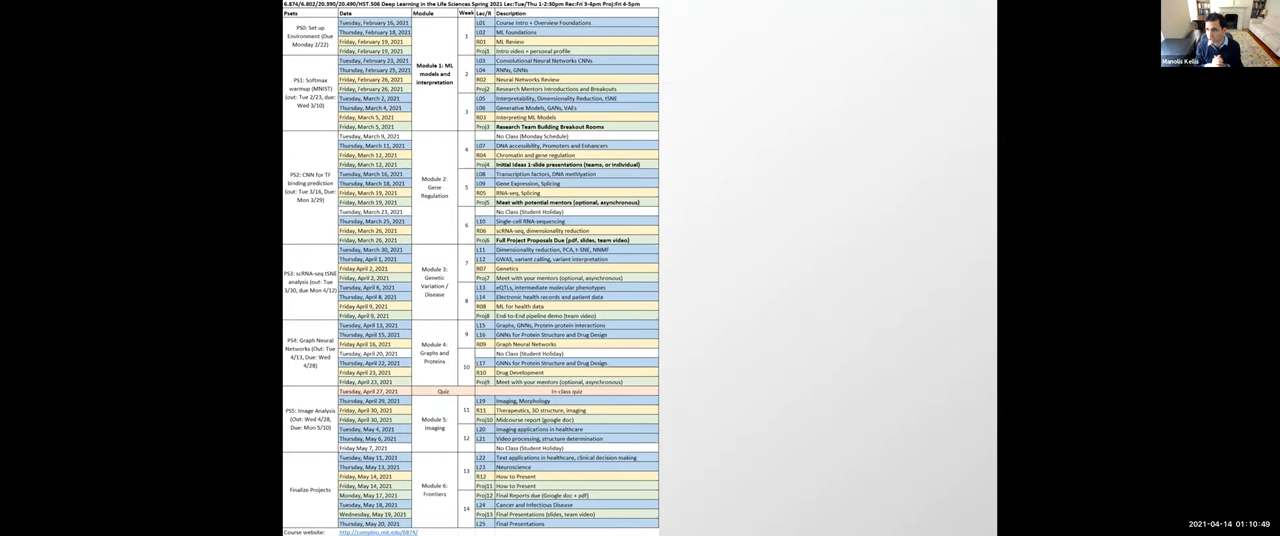 6.874/6.802/20.390/20.490/HST.506 Deep Learning in the Life Sciences Spring 2021 Lec:Tue/Thu 1-2:30pm Rec:Fri 3-4pm Proj:Fri 4-5pm
Psets Date Module Week Lec/R Description
PS0: Set up Environment (Due Monday 2/22)
PS1: Softmax warmup (MNIST) (out: Tue 2/23, due: Wed 3/10)
PS2: CNN for TF binding prediction (out: Tue 3/16, Due: Mon 3/29)
PS3: scRNA-seq tSNE analysis (out: Tue 3/30, due Mon 4/12)
PS4: Graph Neural Networks (Out: Tue 4/13, Due: Wed 4/28)
PS5: Image Analysis (Out: Wed 4/28, Due: Mon 5/10)
Finalize Projects
Module 1: ML models and interpretation
Module 2: Gene Regulation
Module 3: Genetic Variation / Disease
Module 4: Graphs and Proteins
Module 5: Imaging
Module 6: Frontiers
1
2
3
4
5
6
7
8
9
10
11
12
13
14
Tuesday, February 16, 2021 L01 Course Intro + Overview Foundations
Thursday, February 18, 2021 L02 ML foundations
Friday, February 19, 2021 R01 ML Review
Friday, February 19, 2021 Proj1 Intro video + personal profile
Tuesday, February 23, 2021 L03 Convolutional Neural Networks CNNs
Thursday, February 25, 2021 L04 RNNs, GNNs
Friday, February 26, 2021 R02 Neural Networks Review
Friday, February 26, 2021 Proj2 Research Mentors Introductions and Breakouts
Tuesday, March 2, 2021 L05 Interpretability, Dimensionality Reduction, tSNE
Thursday, March 4, 2021 L06 Generative Models, GANs, VAEs
Friday, March 5, 2021 R03 Interpreting ML Models
Friday, March 5, 2021 Proj3 Research Team Building Breakout Rooms
Tuesday, March 9, 2021 No Class (Monday Schedule)
Thursday, March 11, 2021 L07 DNA accessibility, Promoters and Enhancers
Friday, March 12, 2021 R04 Chromatin and gene regulation
Friday, March 12, 2021 Proj4 Initial Ideas 1-slide presentations (teams, or individual)
Tuesday, March 16, 2021 L08 Transcription factors, DNA methlyation
Thursday, March 18, 2021 L09 Gene Expression, Splicing
Friday, March 19, 2021 R05 RNA-seq, Splicing
Friday, March 19, 2021 Proj5 Meet with potential mentors (optional, asynchronous)
Tuesday, March 23, 2021 No Class (Student Holiday)
Thursday, March 25, 2021 L10 Single-cell RNA-sequencing
Friday, March 26, 2021 R06 scRNA-seq, dimensionality reduction
Friday, March 26, 2021 Proj6 Full Project Proposals Due (pdf, slides, team video)
Tuesday, March 30, 2021 L11 Dimensionality reduction, PCA, t-SNE, NNMF
Thursday, April 1, 2021 L12 GWAS, variant calling, variant interpretation
Friday April 2, 2021 R07 Genetics
Friday, April 2, 2021 Proj7 Meet with your mentors (optional, asynchronous)
Tuesday, April 6, 2021 L13 eQTLs, intermediate molecular phenotypes
Thursday, April 8, 2021 L14 Electronic health records and patient data
Friday April 9, 2021 R08 ML for health data
Friday, April 9, 2021 Proj8 End-to-End pipeline demo (team video)
Tuesday, April 13, 2021 L15 Graphs, GNNs, Protein-protein interactions
Thursday, April 15, 2021 L16 GNNs for Protein Structure and Drug Design
Friday April 16, 2021 R09 Graph Neural Networks
Tuesday, April 20, 2021 No Class (Student Holiday)
Thursday, April 22, 2021 L17 GNNs for Protein Structure and Drug Design
Friday April 23, 2021 R10 Drug Development
Friday, April 23, 2021 Proj9 Meet with your mentors (optional, asynchronous)
Tuesday, April 27, 2021 Quiz In-class quiz
Thursday, April 29, 2021 L19 Imaging, Morphology
Friday, April 30, 2021 R11 Therapeutics, 3D structure, imaging
Friday, April 30, 2021 Proj10 Midcourse report (google doc)
Tuesday, May 4, 2021 L20 Imaging applications in healthcare
Thursday, May 6, 2021 L21 Video processing, structure determination
Friday May 7, 2021 No Class (Student Holiday)
Tuesday, May 11, 2021 L22 Text applications in healthcare, clinical decision making
Thursday, May 13, 2021 L23 Neuroscience
Friday, May 14, 2021 R12 How to Present
Friday, May 14, 2021 Proj11 How to Present
Monday, May 17, 2021 Proj12 Final Reports due (Google doc + pdf)
Tuesday, May 18, 2021 L24 Cancer and Infectious Disease
Wednesday, May 19, 2021 Proj13 Final Presentations (slides, team video)
Thursday, May 20, 2021 L25 Final Presentations
Course website: http://compbio.mit.edu/6874/
Manolis Kellis
2021-04-14 01:10:49